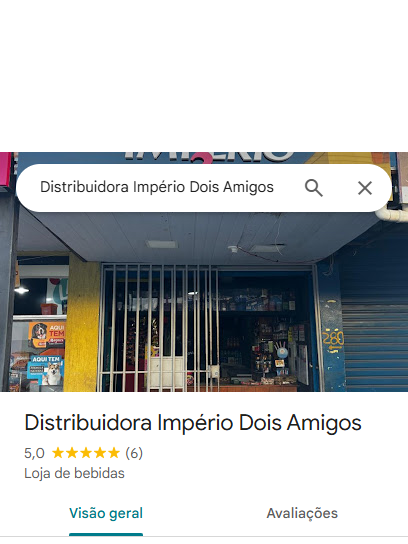 IMPÉRIO
Distribuidora Império Dois Amigos
AQUI
TEM
AQUI TEM
286
Distribuidora Império Dois Amigos
5,0 (6)
Loja de bebidas
Visão geral
Avaliações